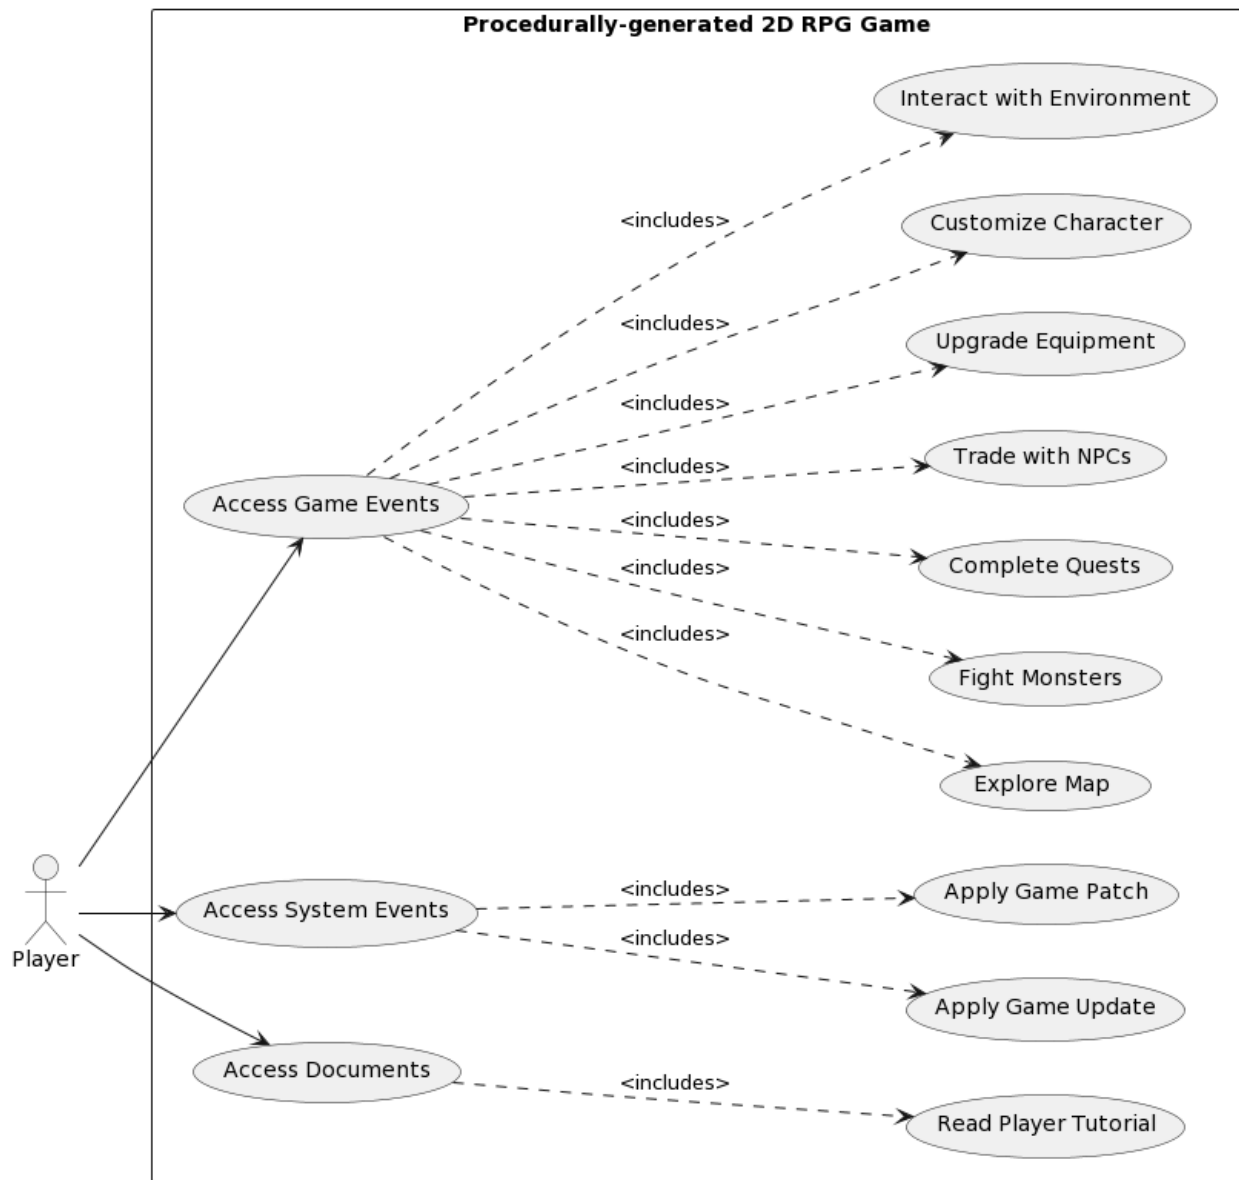 Procedurally-generated 2D RPG Game
Interact with Environment
<includes>
Customize Character
<includes>
Upgrade Equipment
<includes>
Trade with NPCs
<includes>
Access Game Events
<includes>
Complete Quests
<includes>
Fight Monsters
<includes>
Explore Map
<includes>
Apply Game Patch
Access System Events
<includes>
Player
Apply Game Update
Access Documents
<includes>
Read Player Tutorial